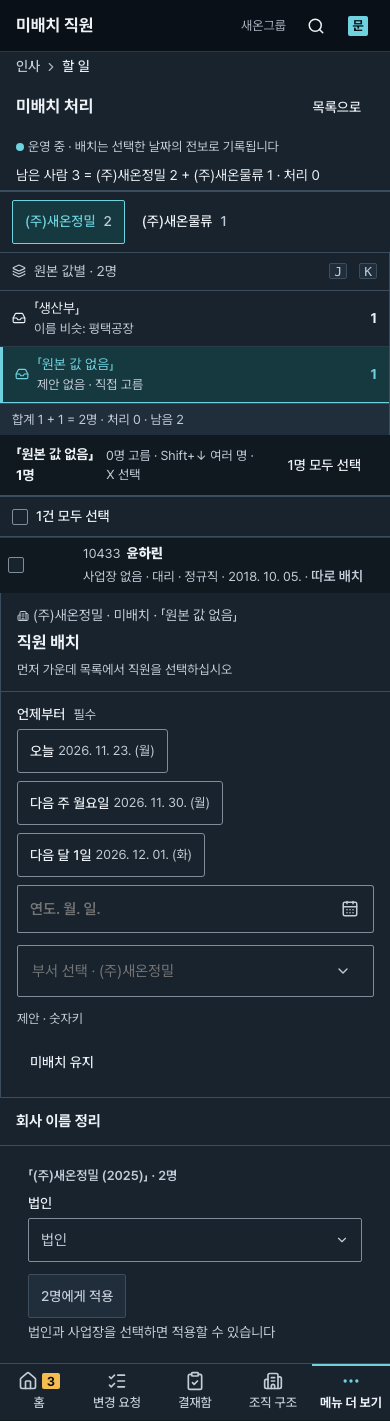 미배치 직원
새온그룹
문
인사 > 할 일
미배치 처리
목록으로
운영 중 · 배치는 선택한 날짜의 전보로 기록됩니다
남은 사람 3 = (주)새온정밀 2 + (주)새온물류 1 · 처리 0
(주)새온정밀 2 (주)새온물류 1
원본 값별 · 2명 J K
「생산부」
이름 비슷: 평택공장
1
「원본 값 없음」
제안 없음 · 직접 고름
1
합계 1 + 1 = 2명 · 처리 0 · 남음 2
「원본 값 없음」
1명
0명 고름 · Shift+↓ 여러 명 ·
X 선택
1명 모두 선택
1건 모두 선택
10433 윤하린
사업장 없음 · 대리 · 정규직 · 2018. 10. 05. · 따로 배치
(주)새온정밀 · 미배치 · 「원본 값 없음」
직원 배치
먼저 가운데 목록에서 직원을 선택하십시오
언제부터 필수
오늘 2026. 11. 23. (월)
다음 주 월요일 2026. 11. 30. (월)
다음 달 1일 2026. 12. 01. (화)
연도. 월. 일.
부서 선택 · (주)새온정밀
제안 · 숫자키
미배치 유지
회사 이름 정리
「(주)새온정밀 (2025)」 · 2명
법인
법인
2명에게 적용
법인과 사업장을 선택하면 적용할 수 있습니다
3
홈 변경 요청 결재함 조직 구조 메뉴 더 보기